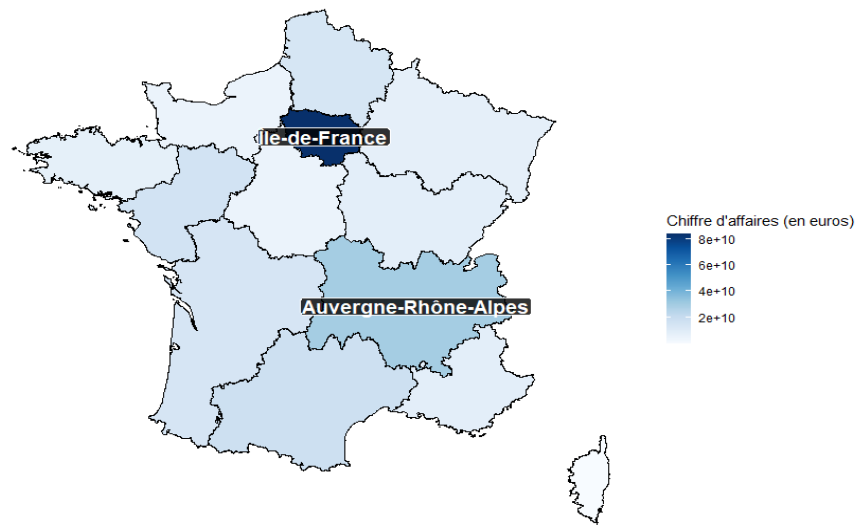 Ile-de-France
Auvergne-Rhône-Alpes
Chiffre d'affaires (en euros)
8e+10
6e+10
4e+10
2e+10